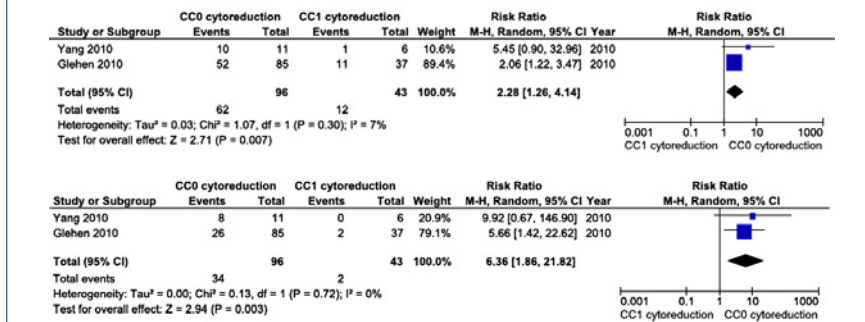 CC0 cytoreduction CC1 cytoreduction Risk Ratio Risk Ratio
Study or Subgroup Events Total Events Total Weight M-H, Random, 95% CI Year M-H, Random, 95% CI
Yang 2010 10 11 1 6 10.6% 5.45 [0.90, 32.96] 2010
Glehen 2010 52 85 11 37 89.4% 2.06 [1.22, 3.47] 2010
Total (95% CI) 96 43 100.0% 2.28 [1.26, 4.14]
Total events 62 12
Heterogeneity: Tau² = 0.03; Chi² = 1.07, df = 1 (P = 0.30); I² = 7%
Test for overall effect: Z = 2.71 (P = 0.007)
0.001 0.1 1 10 1000
CC1 cytoreduction CC0 cytoreduction
CC0 cytoreduction CC1 cytoreduction Risk Ratio Risk Ratio
Study or Subgroup Events Total Events Total Weight M-H, Random, 95% CI Year M-H, Random, 95% CI
Yang 2010 8 11 0 6 20.9% 9.92 [0.67, 146.90] 2010
Glehen 2010 26 85 2 37 79.1% 5.66 [1.42, 22.62] 2010
Total (95% CI) 96 43 100.0% 6.36 [1.86, 21.82]
Total events 34 2
Heterogeneity: Tau² = 0.00; Chi² = 0.13, df = 1 (P = 0.72); I² = 0%
Test for overall effect: Z = 2.94 (P = 0.003)
0.001 0.1 1 10 1000
CC1 cytoreduction CC0 cytoreduction